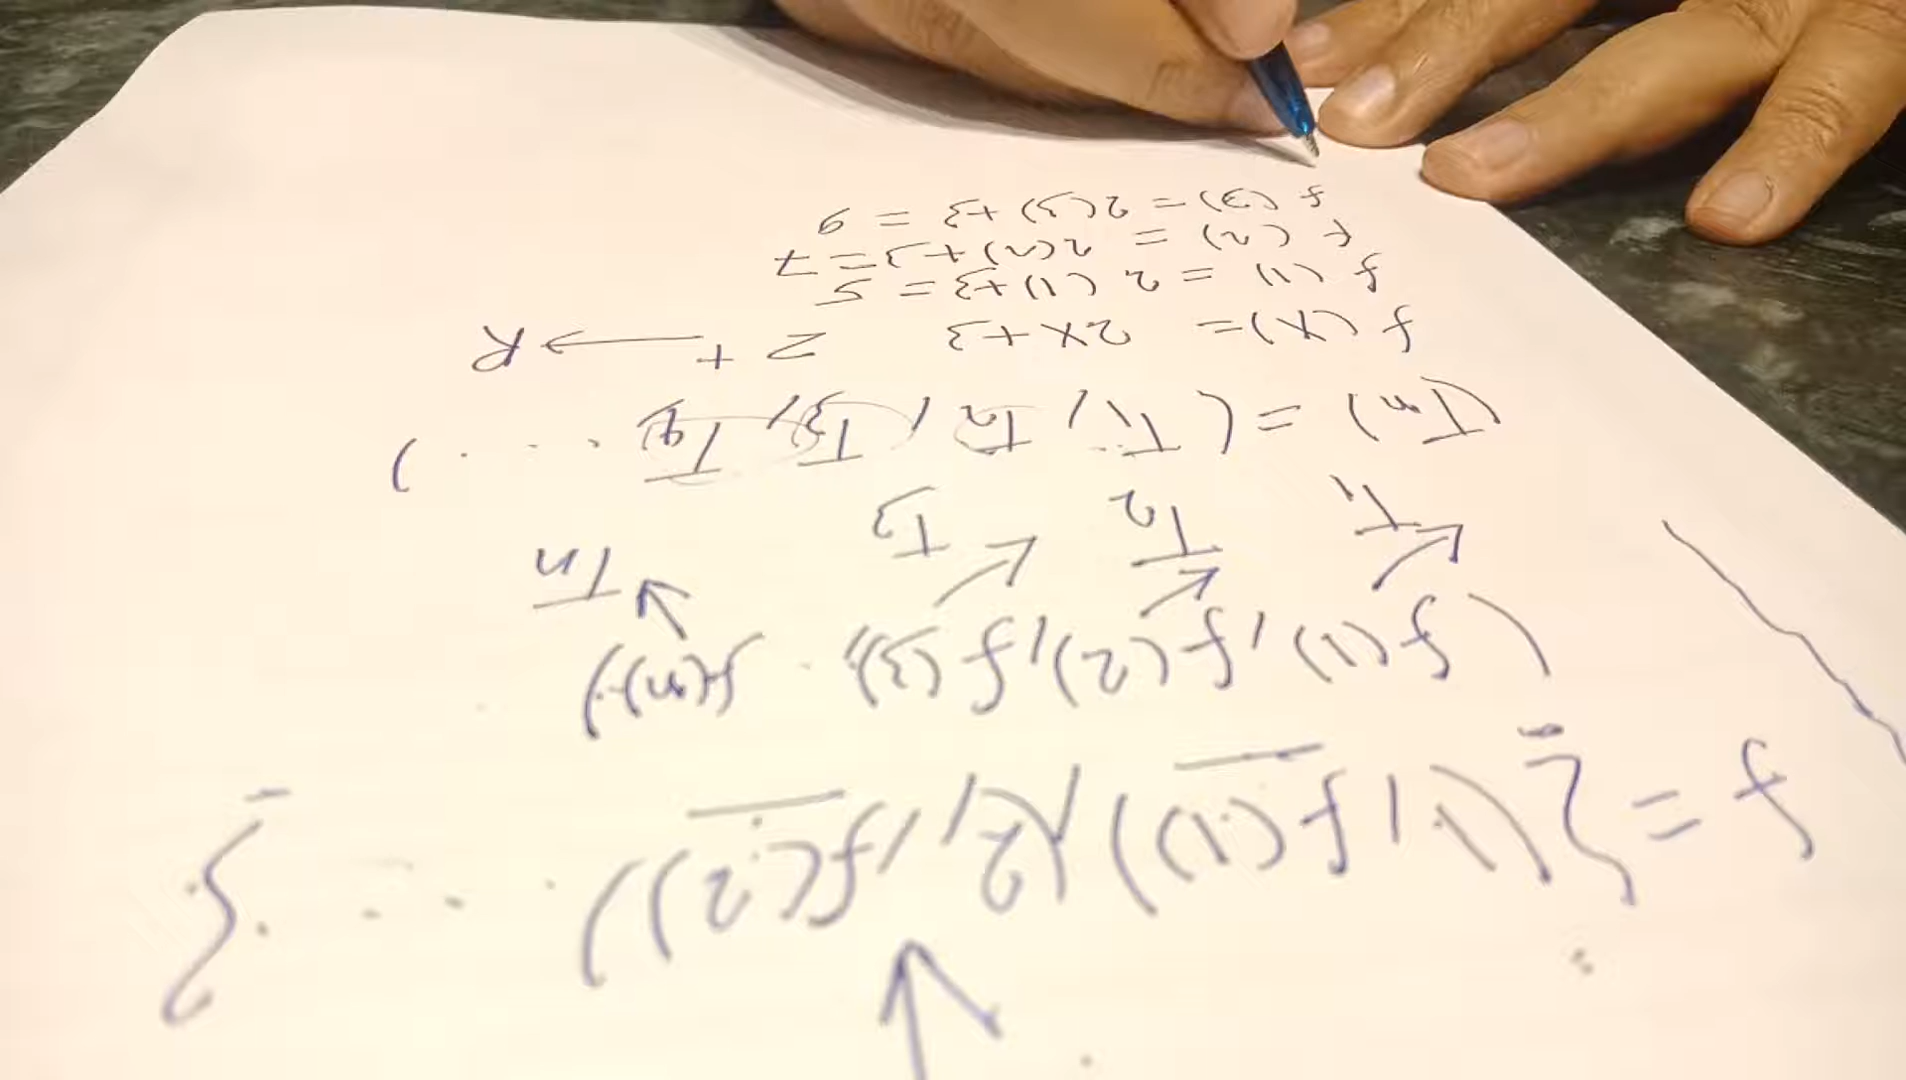 f = {(1, f(1)) (2, f(2)) ... }
(f(1), f(2), f(3), . f(n)..)
T1 T2 T3 Tn
(Tn) = (T1, T2, T3, T4 .....)
f(x) = 2x+3 Z+ → R
f(1) = 2(1)+3 = 5
f(2) = 2(2)+3 = 7
f(3) = 2(3)+3 = 9